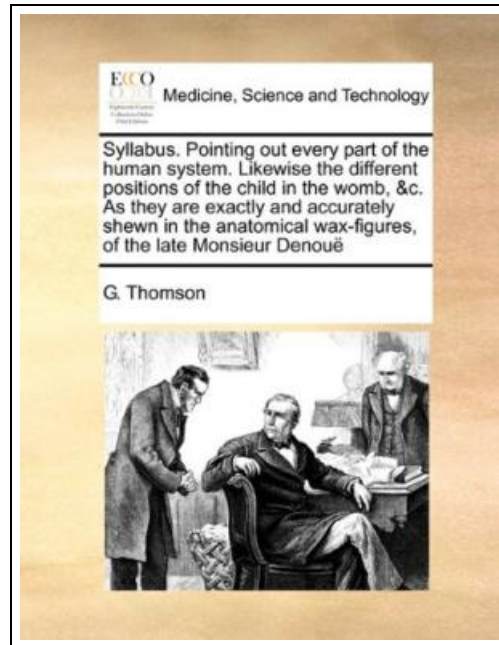 ECCO
Medicine, Science and Technology
Syllabus. Pointing out every part of the
human system. Likewise the different
positions of the child in the womb, &c.
As they are exactly and accurately
shewn in the anatomical wax-figures,
of the late Monsieur Denouë
G. Thomson